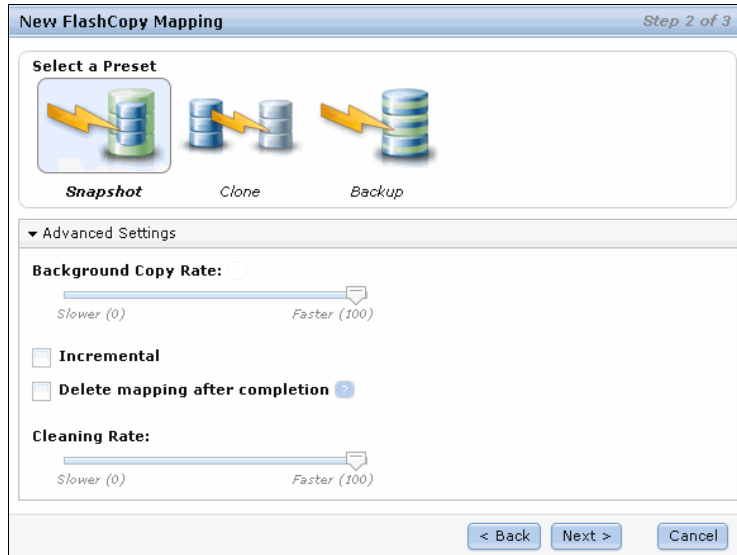 New FlashCopy Mapping Step 2 of 3
Select a Preset
Snapshot Clone Backup
Advanced Settings
Background Copy Rate:
Slower (0) Faster (100)
Incremental
Delete mapping after completion ?
Cleaning Rate:
Slower (0) Faster (100)
< Back Next > Cancel